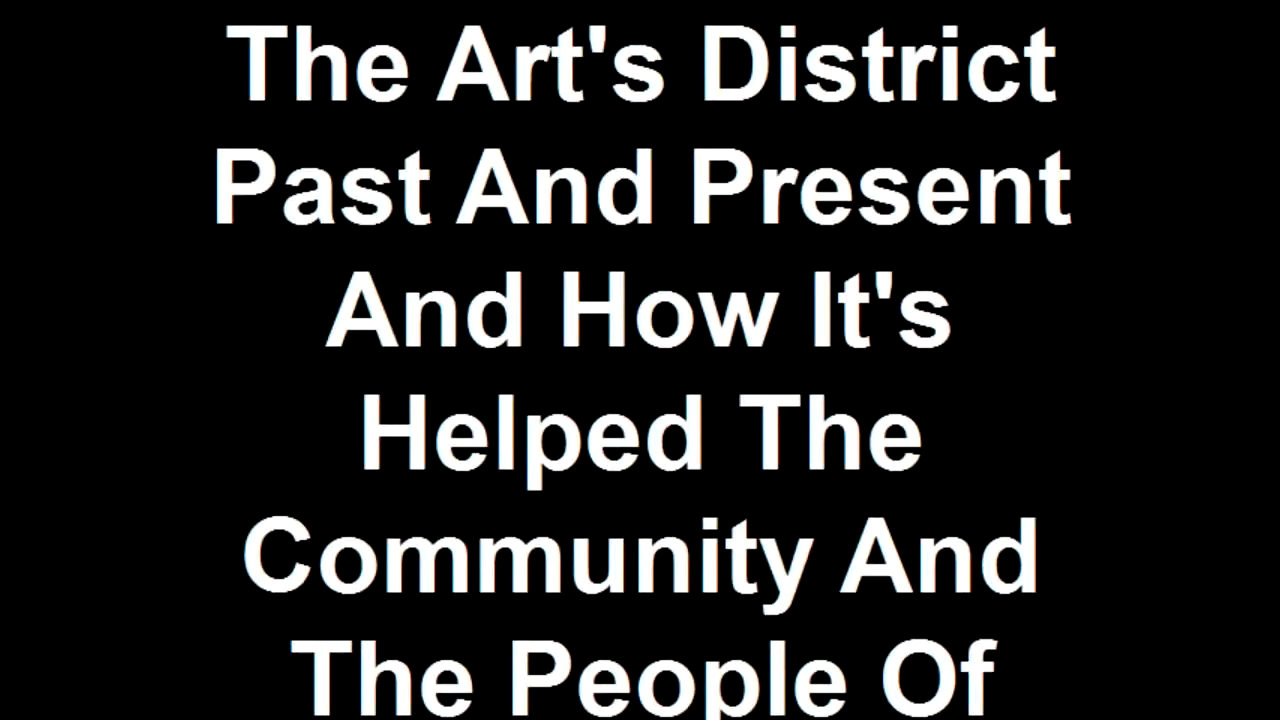 The Art's District
Past And Present
And How It's
Helped The
Community And
The People Of